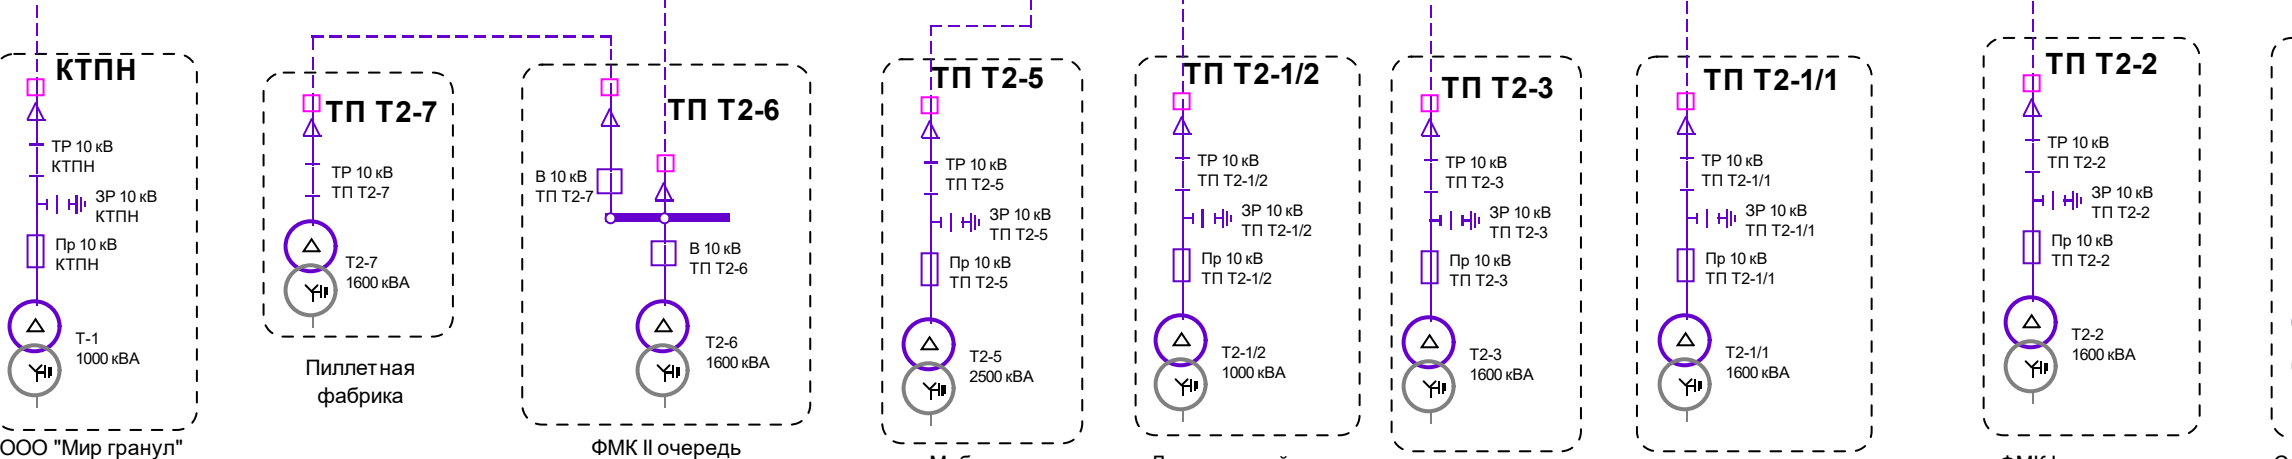 КТПН
ТР 10 кВ
КТПН
ЗР 10 кВ
КТПН
Пр 10 кВ
КТПН
Т-1
1000 кВА
ООО "Мир гранул"
ТП Т2-7
ТР 10 кВ
ТП Т2-7
Т2-7
1600 кВА
Пиллетная
фабрика
ТП Т2-6
В 10 кВ
ТП Т2-7
В 10 кВ
ТП Т2-6
Т2-6
1600 кВА
ФМК II очередь
ТП Т2-5
ТР 10 кВ
ТП Т2-5
ЗР 10 кВ
ТП Т2-5
Пр 10 кВ
ТП Т2-5
Т2-5
2500 кВА
ТП Т2-1/2
ТР 10 кВ
ТП Т2-1/2
ЗР 10 кВ
ТП Т2-1/2
Пр 10 кВ
ТП Т2-1/2
Т2-1/2
1000 кВА
ТП Т2-3
ТР 10 кВ
ТП Т2-3
ЗР 10 кВ
ТП Т2-3
Пр 10 кВ
ТП Т2-3
Т2-3
1600 кВА
ТП Т2-1/1
ТР 10 кВ
ТП Т2-1/1
ЗР 10 кВ
ТП Т2-1/1
Пр 10 кВ
ТП Т2-1/1
Т2-1/1
1600 кВА
ТП Т2-2
ТР 10 кВ
ТП Т2-2
ЗР 10 кВ
ТП Т2-2
Пр 10 кВ
ТП Т2-2
Т2-2
1600 кВА